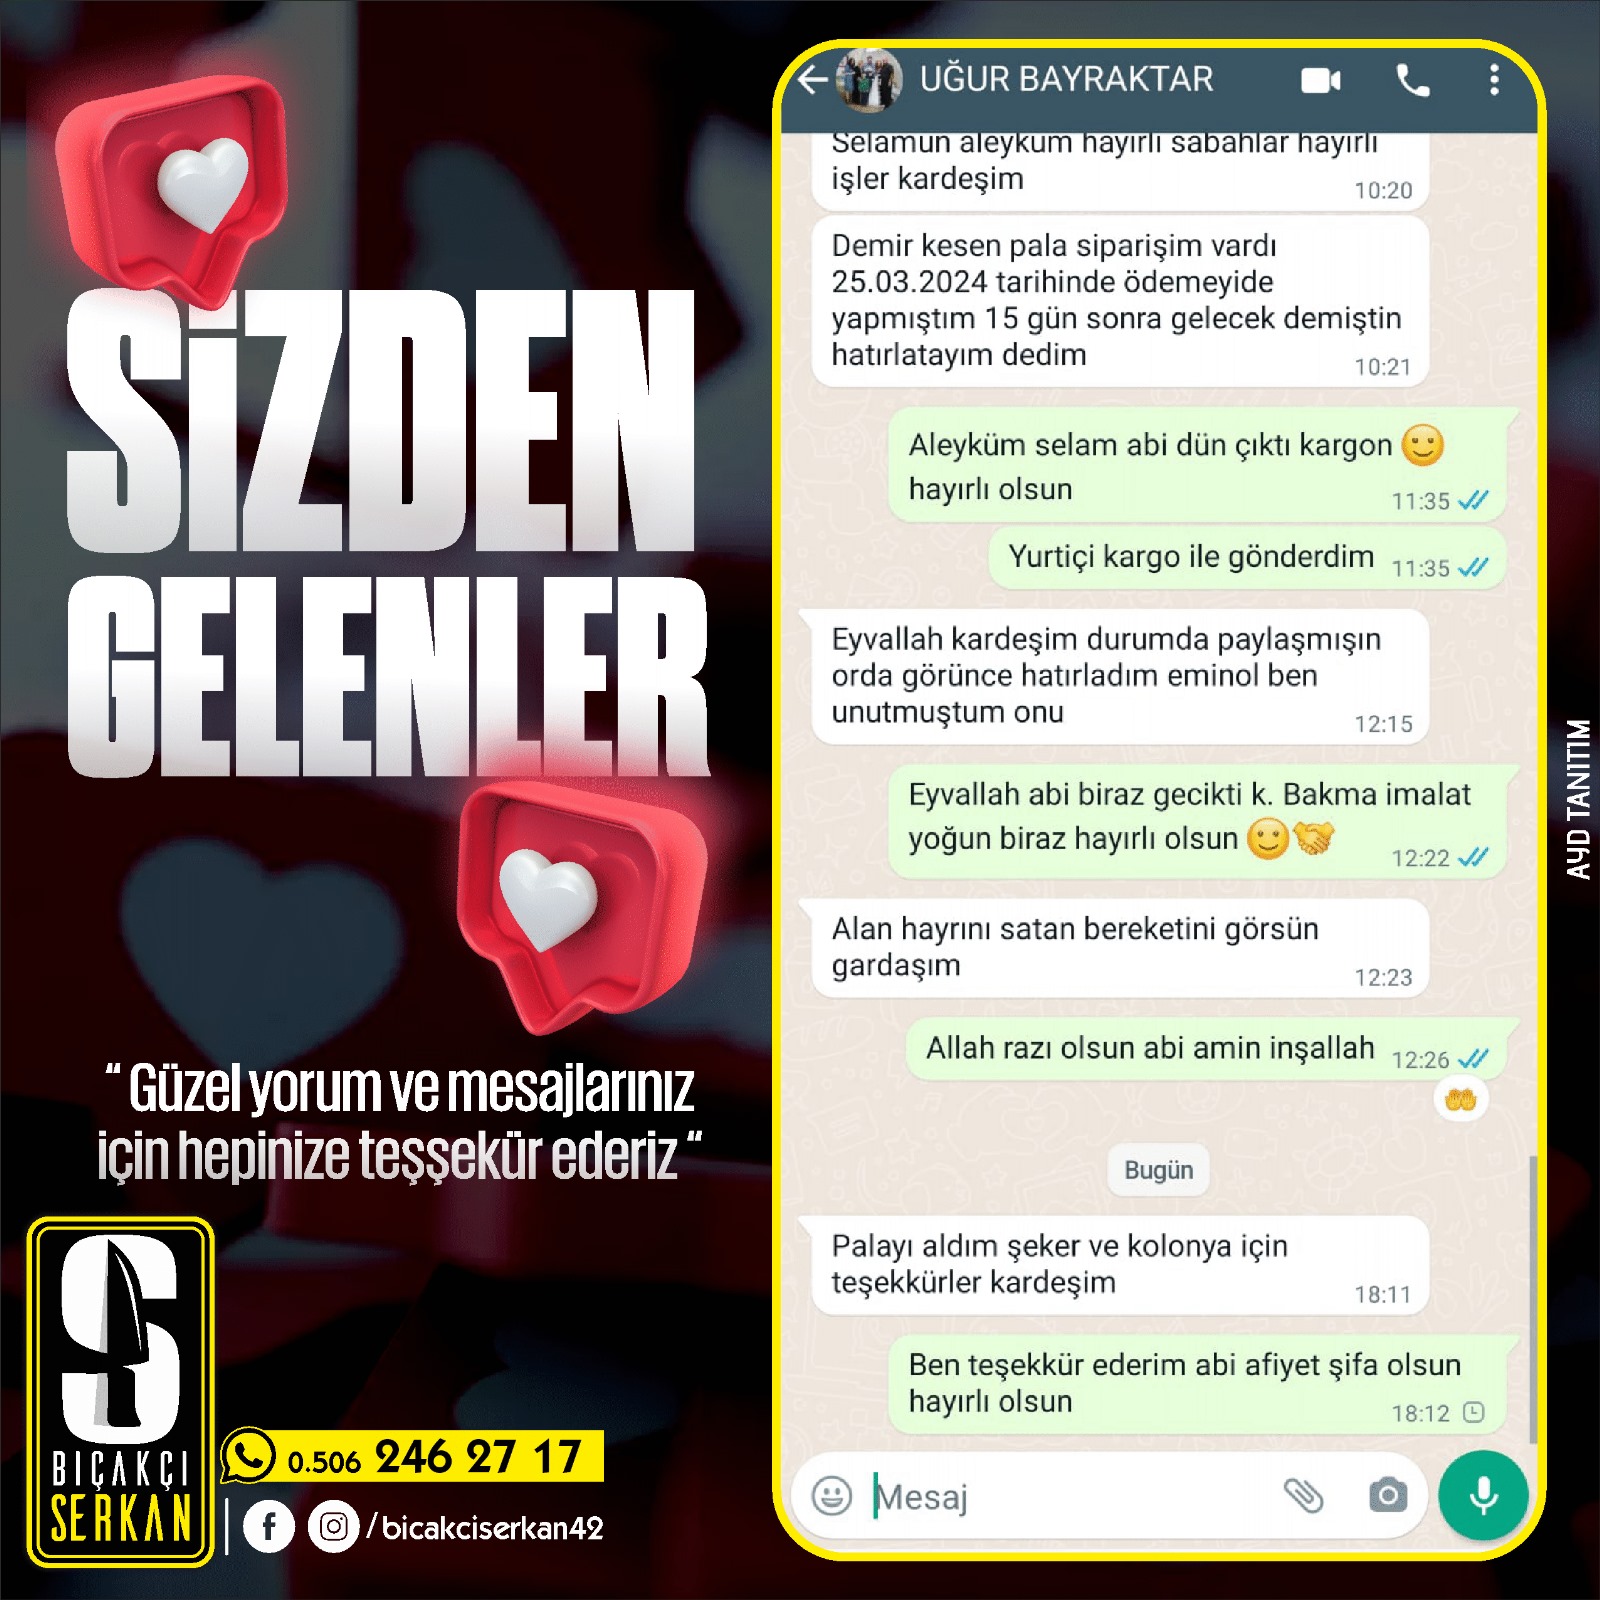 SİZDEN
GELENLER
“ Güzel yorum ve mesajlarınız
için hepinize teşşekür ederiz “
S
BIÇAKÇI
SERKAN
0.506 246 27 17
f /bicakciserkan42
UĞUR BAYRAKTAR
Selamün aleyküm hayırlı sabahlar hayırlı
işler kardeşim
10:20
Demir kesen pala siparişim vardı
25.03.2024 tarihinde ödemeyide
yapmıştım 15 gün sonra gelecek demiştin
hatırlatayım dedim
10:21
Aleyküm selam abi dün çıktı kargon 🙂
hayırlı olsun
11:35
Yurtiçi kargo ile gönderdim 11:35
Eyvallah kardeşim durumda paylaşmışın
orda görünce hatırladım eminol ben
unutmuştum onu
12:15
Eyvallah abi biraz gecikti k. Bakma imalat
yoğun biraz hayırlı olsun 🙂🤝
12:22
Alan hayrını satan bereketini görsün
gardaşım
12:23
Allah razı olsun abi amin inşallah 12:26
🤲
Bugün
Palayı aldım şeker ve kolonya için
teşekkürler kardeşim
18:11
Ben teşekkür ederim abi afiyet şifa olsun
hayırlı olsun
18:12
Mesaj
AYD TANITIM